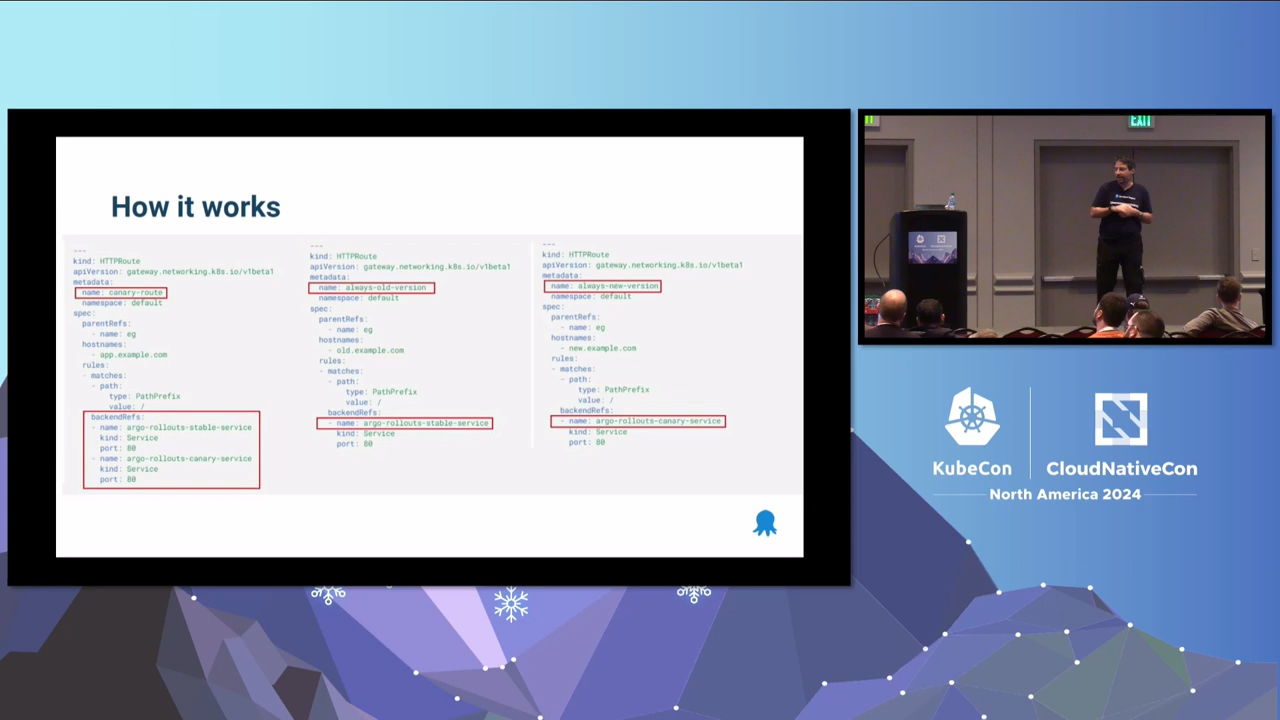 How it works
---
kind: HTTPRoute
apiVersion: gateway.networking.k8s.io/v1beta1
metadata:
name: canary-route
namespace: default
spec:
parentRefs:
- name: eg
hostnames:
- app.example.com
rules:
- matches:
- path:
type: PathPrefix
value: /
backendRefs:
- name: argo-rollouts-stable-service
kind: Service
port: 80
- name: argo-rollouts-canary-service
kind: Service
port: 80
---
kind: HTTPRoute
apiVersion: gateway.networking.k8s.io/v1beta1
metadata:
name: always-old-version
namespace: default
spec:
parentRefs:
- name: eg
hostnames:
- old.example.com
rules:
- matches:
- path:
type: PathPrefix
value: /
backendRefs:
- name: argo-rollouts-stable-service
kind: Service
port: 80
---
kind: HTTPRoute
apiVersion: gateway.networking.k8s.io/v1beta1
metadata:
name: always-new-version
namespace: default
spec:
parentRefs:
- name: eg
hostnames:
- new.example.com
rules:
- matches:
- path:
type: PathPrefix
value: /
backendRefs:
- name: argo-rollouts-canary-service
kind: Service
port: 80
EXIT
KubeCon
CloudNativeCon
North America 2024